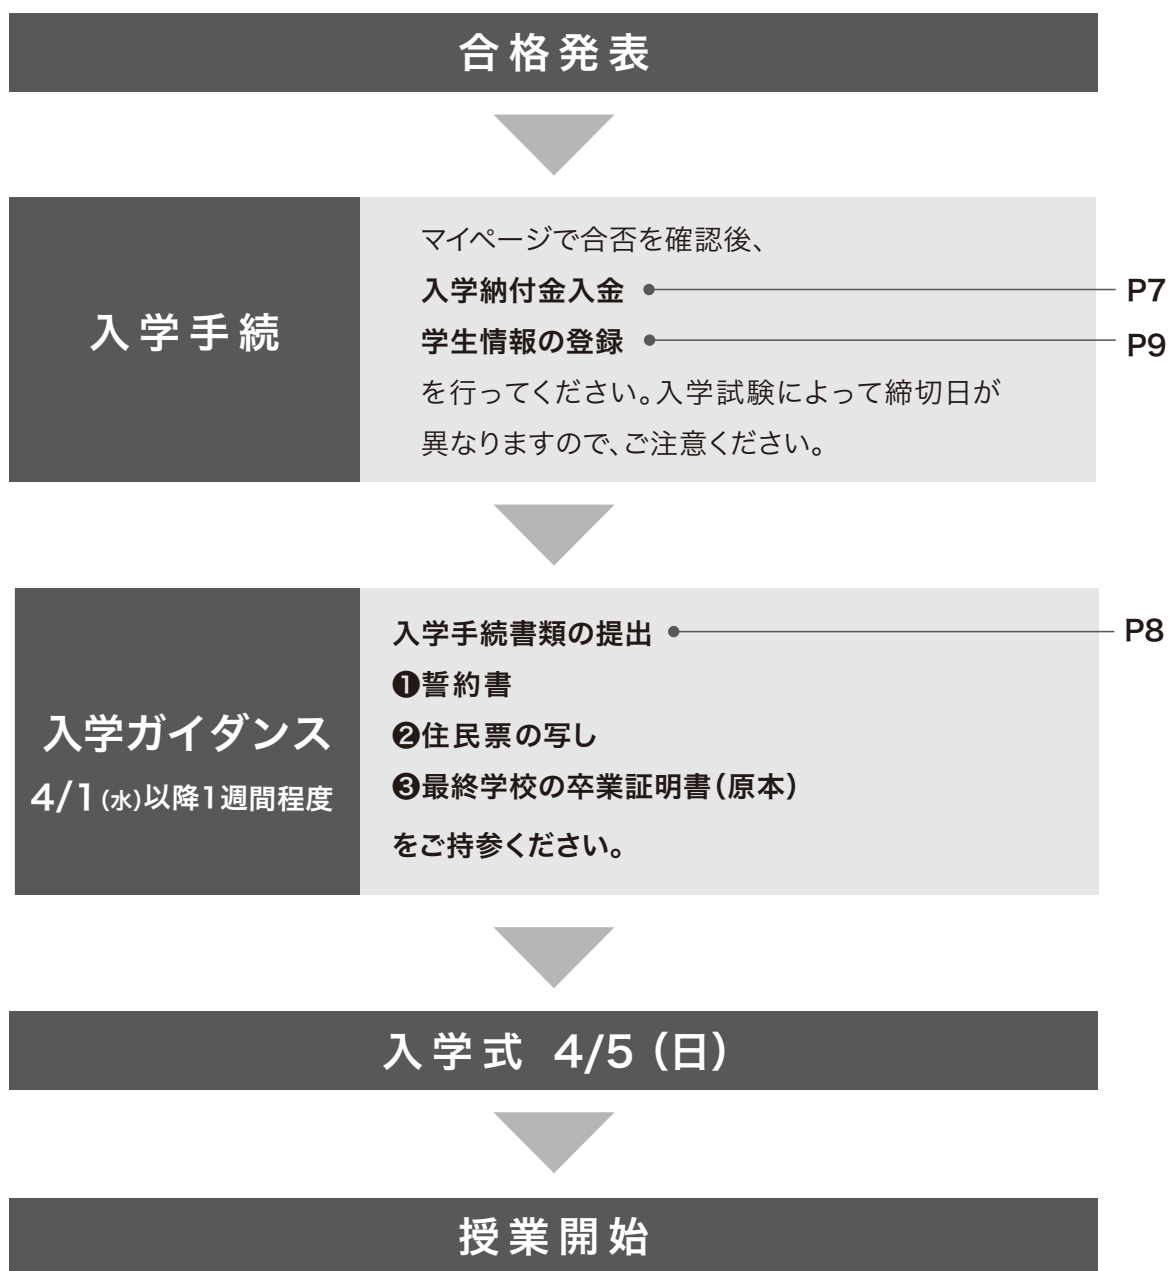 合格発表
入学手続
マイページで合否を確認後、
入学納付金入金
P7
学生情報の登録
P9
を行ってください。入学試験によって締切日が
異なりますので、ご注意ください。
入学ガイダンス
4/1(水)以降1週間程度
入学手続書類の提出
P8
❶誓約書
❷住民票の写し
❸最終学校の卒業証明書(原本)
をご持参ください。
入学式 4/5(日)
授業開始